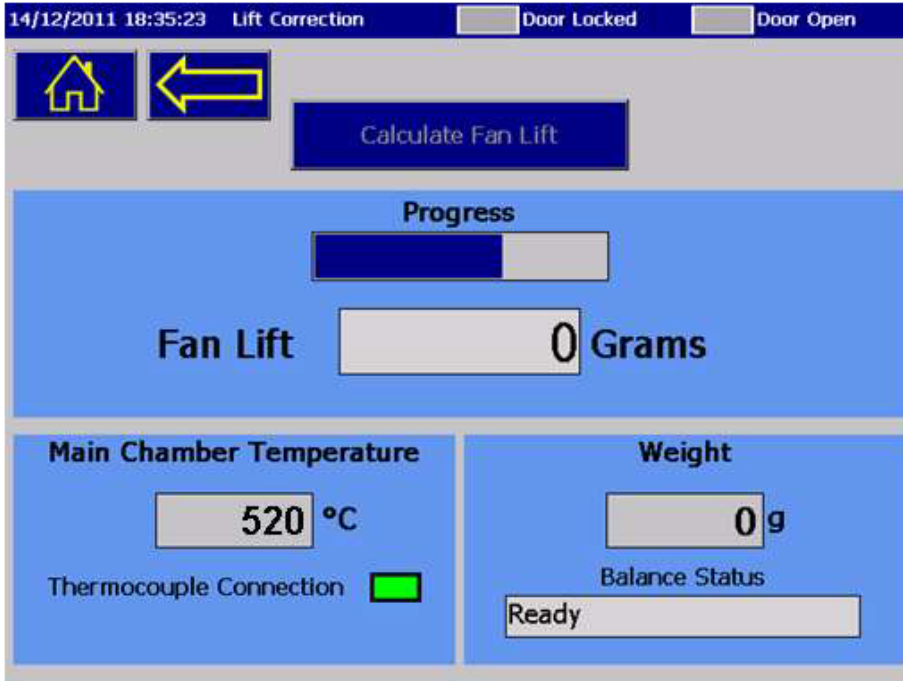 14/12/2011 18:35:23 Lift Correction Door Locked Door Open
Calculate Fan Lift
Progress
Fan Lift 0 Grams
Main Chamber Temperature
520 °C
Thermocouple Connection
Weight
0 g
Balance Status
Ready